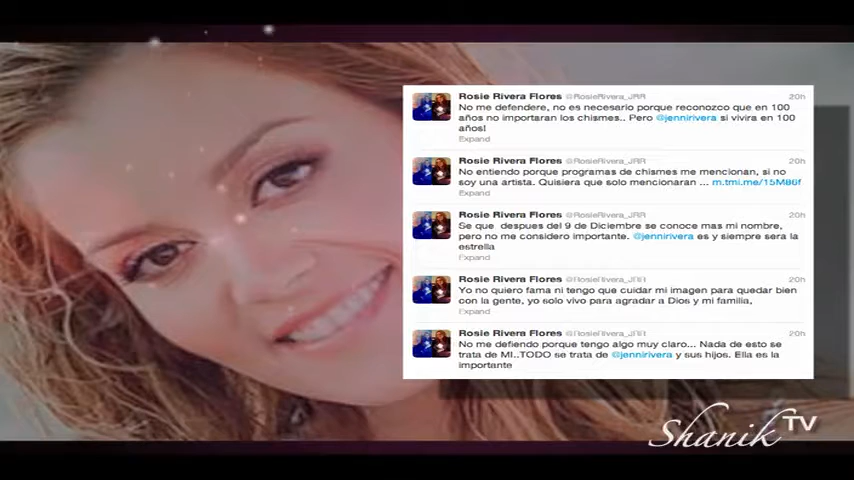 Rosie Rivera Flores @RosieRivera_JRR 20h
No me defendere, no es necesario porque reconozco que en 100
años no importaran los chismes.. Pero @jennirivera si vivira en 100
años!
Expand
Rosie Rivera Flores @RosieRivera_JRR 20h
No entiendo porque programas de chismes me mencionan, si no
soy una artista. Quisiera que solo mencionaran ... m.tmi.me/15M86f
Expand
Rosie Rivera Flores @RosieRivera_JRR 20h
Se que despues del 9 de Diciembre se conoce mas mi nombre,
pero no me considero importante. @jennirivera es y siempre sera la
estrella
Expand
Rosie Rivera Flores @RosieRivera_JRR 20h
Yo no quiero fama ni tengo que cuidar mi imagen para quedar bien
con la gente, yo solo vivo para agradar a Dios y mi familia,
Expand
Rosie Rivera Flores @RosieRivera_JRR 20h
No me defiendo porque tengo algo muy claro... Nada de esto se
trata de MI..TODO se trata de @jennirivera y sus hijos. Ella es la
importante
Shanik TV